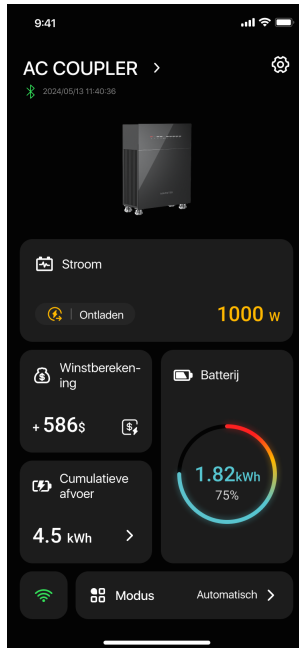 9:41
AC COUPLER
2024/05/13 11:40:36
Stroom
Ontladen
1000 W
Winstbereken-
ing
+ 586$
Batterij
1.82kWh
75%
Cumulatieve
afvoer
4.5 kWh
Modus
Automatisch